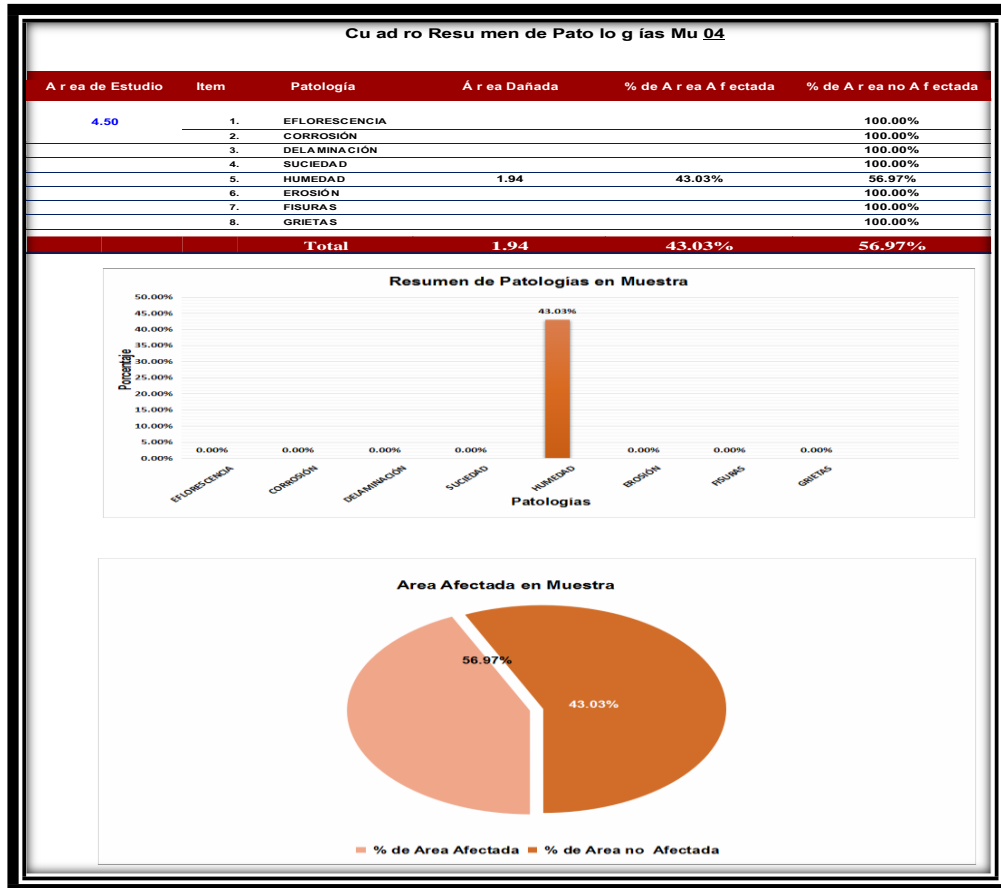 Cu ad ro Resu men de Pato lo g ías Mu 04
A r ea de Estudio Item Patología Á r ea Dañada % de A r ea A f ectada % de A r ea no A f ectada
4.50 1. EFLORESCENCIA 100.00%
2. CORROSIÓN 100.00%
3. DELAMINACIÓN 100.00%
4. SUCIEDAD 100.00%
5. HUMEDAD 1.94 43.03% 56.97%
6. EROSIÓN 100.00%
7. FISURAS 100.00%
8. GRIETAS 100.00%
Total 1.94 43.03% 56.97%
Resumen de Patologías en Muestra
Porcentaje
50.00%
45.00%
40.00%
35.00%
30.00%
25.00%
20.00%
15.00%
10.00%
5.00%
0.00%
0.00% 0.00% 0.00% 0.00% 43.03% 0.00% 0.00% 0.00%
EFLORESCENCIA CORROSIÓN DELAMINACIÓN SUCIEDAD HUMEDAD EROSIÓN FISURAS GRIETAS
Patologías
Area Afectada en Muestra
56.97%
43.03%
% de Area Afectada % de Area no Afectada